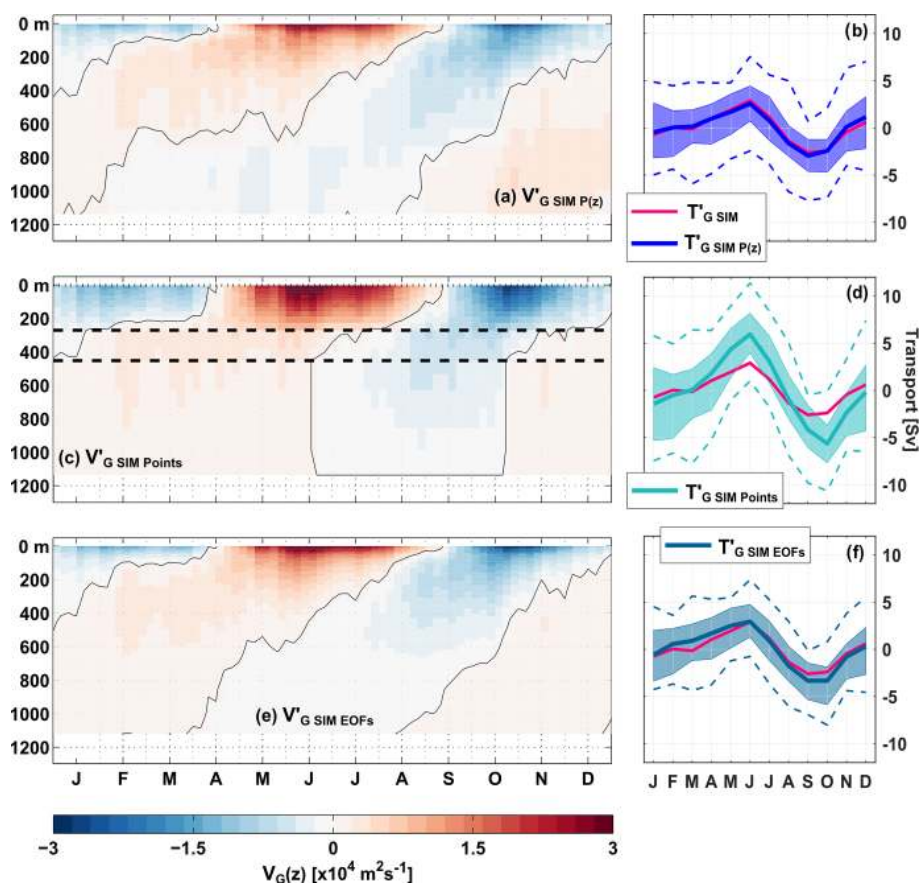 0 m
200
400
600
800
1000
1200
(a) V'G SIM P(z)
(b)
10
5
0
-5
-10
T'G SIM
T'G SIM P(z)
0 m
200
400
600
800
1000
1200
(c) V'G SIM Points
(d)
10
5
0
-5
-10
Transport [Sv]
T'G SIM Points
0 m
200
400
600
800
1000
1200
(e) V'G SIM EOFs
J F M A M J J A S O N D
T'G SIM EOFs
(f)
10
5
0
-5
-10
J F M A M J J A S O N D
−3 −1.5 0 1.5 3
VG(z) [x10⁴ m²s⁻¹]